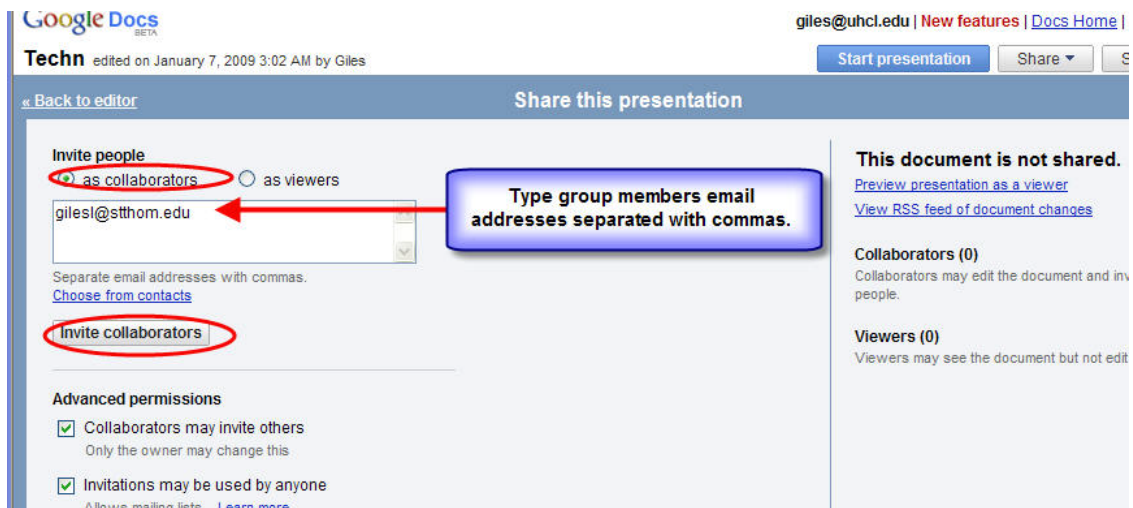 Google Docs
BETA
giles@uhcl.edu | New features | Docs Home |
Techn edited on January 7, 2009 3:02 AM by Giles
Start presentation
Share
S
« Back to editor
Share this presentation
Invite people
as collaborators
as viewers
gilesl@stthom.edu
Type group members email
addresses separated with commas.
Separate email addresses with commas.
Choose from contacts
Invite collaborators
Advanced permissions
Collaborators may invite others
Only the owner may change this
Invitations may be used by anyone
Allows mailing lists Learn more
This document is not shared.
Preview presentation as a viewer
View RSS feed of document changes
Collaborators (0)
Collaborators may edit the document and inv
people.
Viewers (0)
Viewers may see the document but not edit